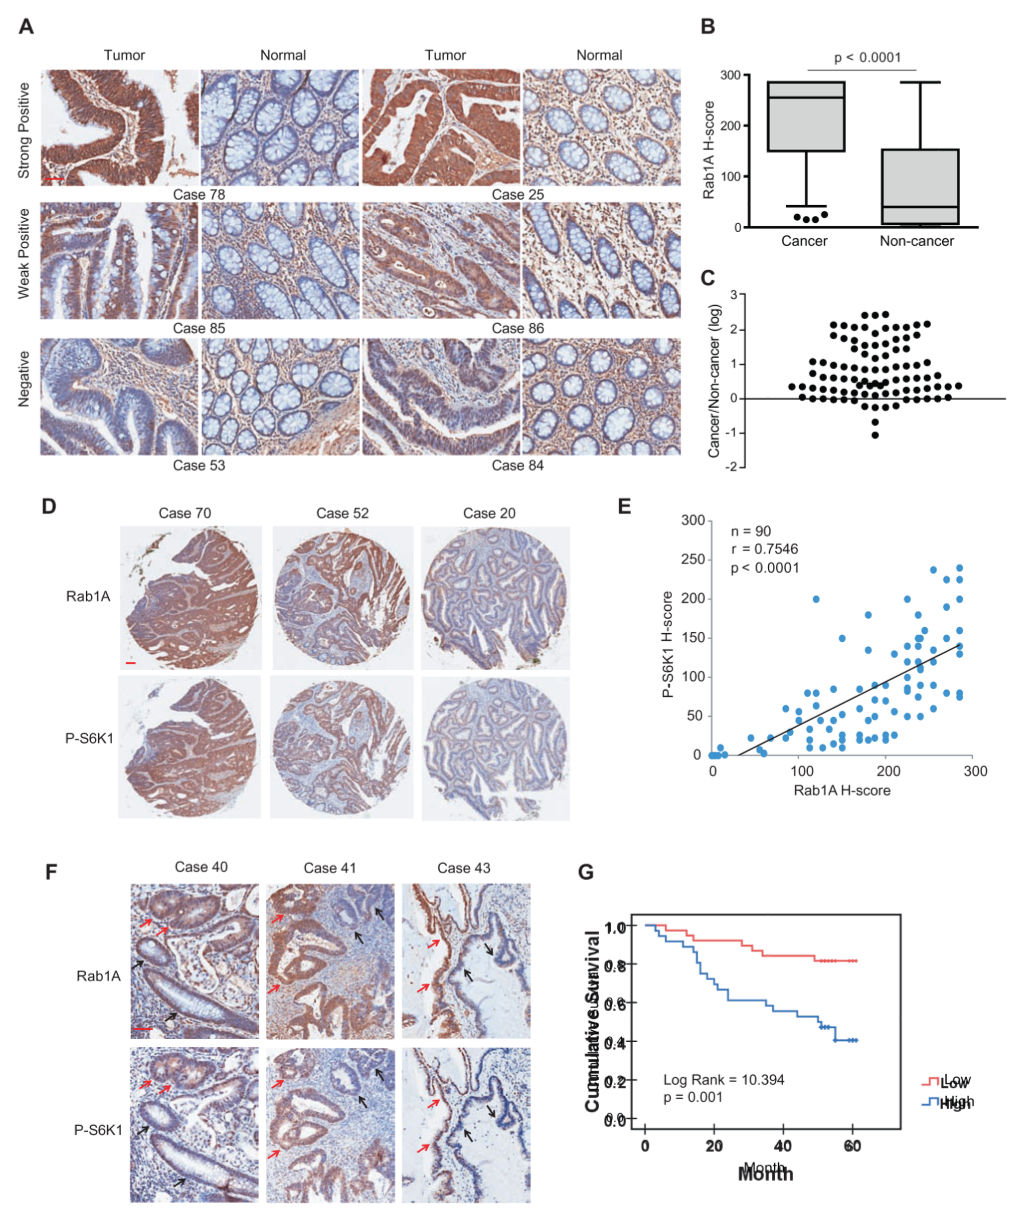 A
Tumor Normal Tumor Normal
Strong Positive
Case 78 Case 25
Weak Positive
Case 85 Case 86
Negative
Case 53 Case 84
B
p < 0.0001
Rab1A H-score
300
200
100
0
Cancer Non-cancer
C
Cancer/Non-cancer (log)
3
2
1
0
-1
-2
D
Case 70 Case 52 Case 20
Rab1A
P-S6K1
E
n = 90
r = 0.7546
p < 0.0001
P-S6K1 H-score
300
250
200
150
100
50
0
0 100 200 300
Rab1A H-score
F
Case 40 Case 41 Case 43
Rab1A
P-S6K1
G
Cumulative Survival
1.0
0.8
0.6
0.4
0.2
0.0
Log Rank = 10.394
p = 0.001
Low
High
0 20 40 60
Month